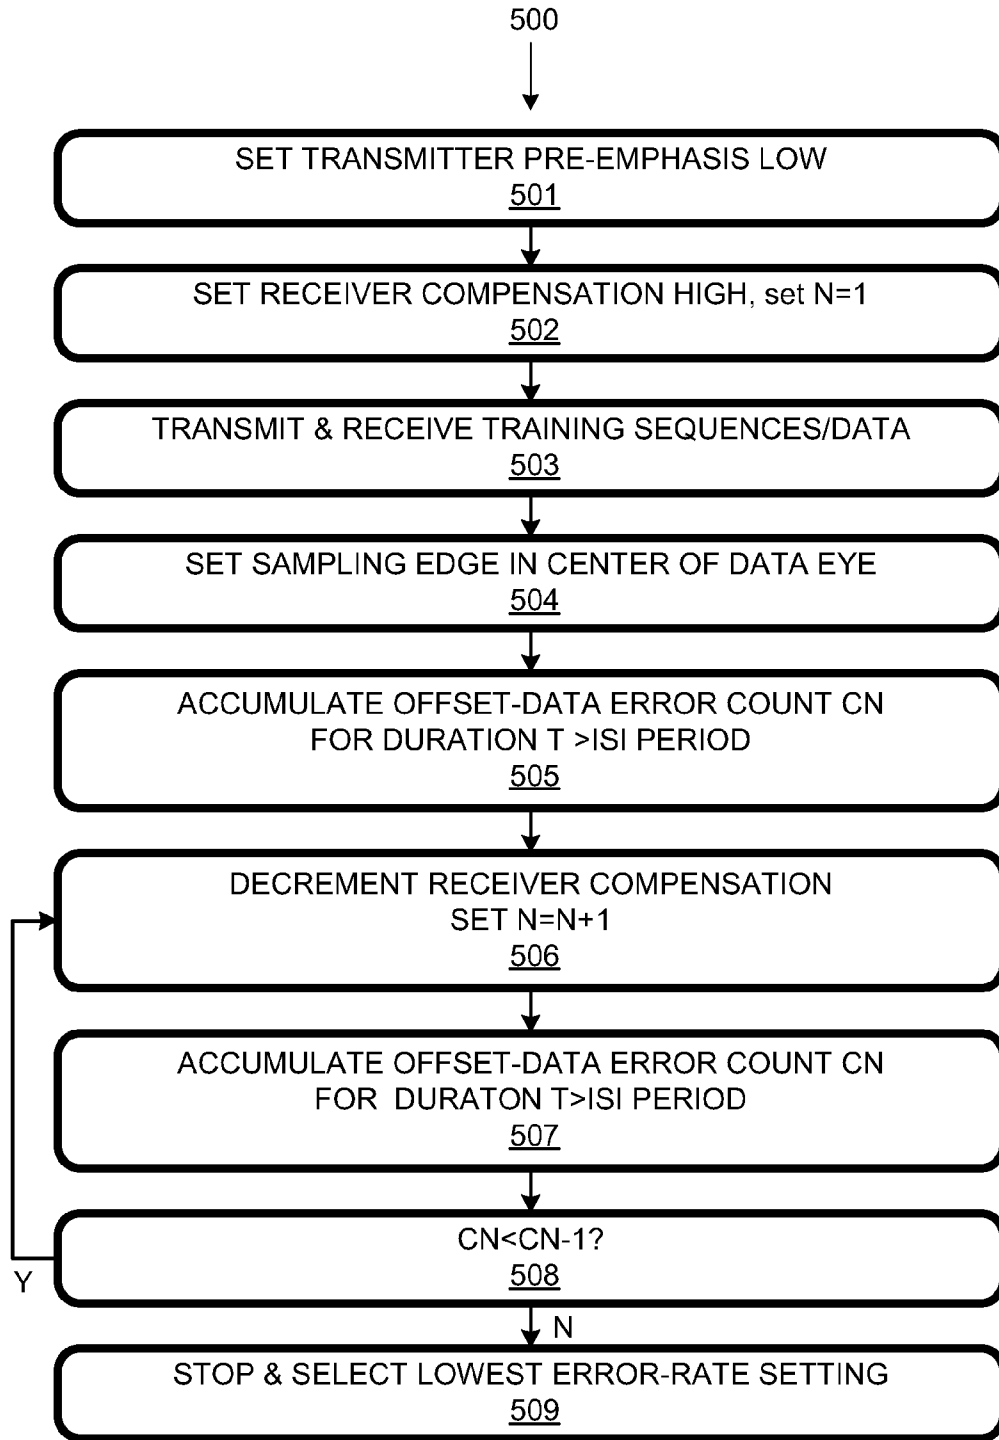 500
SET TRANSMITTER PRE-EMPHASIS LOW
501
SET RECEIVER COMPENSATION HIGH, set N=1
502
TRANSMIT & RECEIVE TRAINING SEQUENCES/DATA
503
SET SAMPLING EDGE IN CENTER OF DATA EYE
504
ACCUMULATE OFFSET-DATA ERROR COUNT CN
FOR DURATION T >ISI PERIOD
505
DECREMENT RECEIVER COMPENSATION
SET N=N+1
506
ACCUMULATE OFFSET-DATA ERROR COUNT CN
FOR DURATON T>ISI PERIOD
507
CN<CN-1?
508
Y
N
STOP & SELECT LOWEST ERROR-RATE SETTING
509